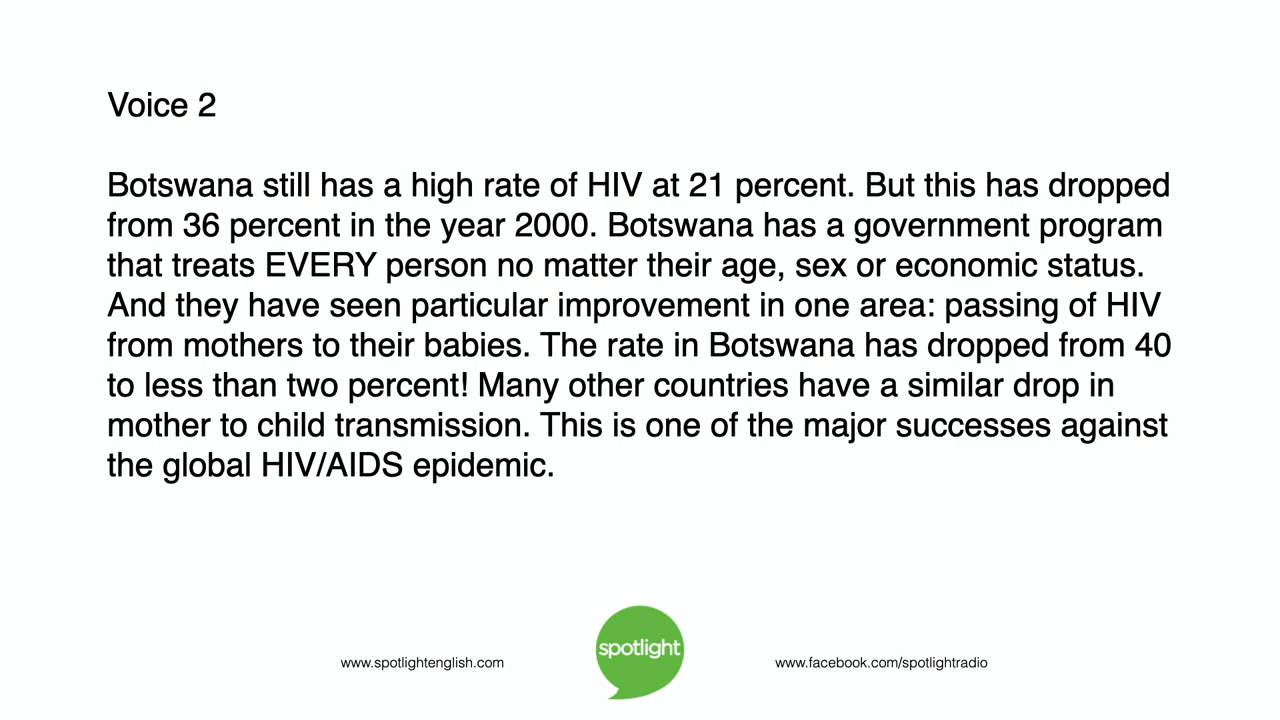 Voice 2
Botswana still has a high rate of HIV at 21 percent. But this has dropped
from 36 percent in the year 2000. Botswana has a government program
that treats EVERY person no matter their age, sex or economic status.
And they have seen particular improvement in one area: passing of HIV
from mothers to their babies. The rate in Botswana has dropped from 40
to less than two percent! Many other countries have a similar drop in
mother to child transmission. This is one of the major successes against
the global HIV/AIDS epidemic.
www.spotlightenglish.com
spotlight
www.facebook.com/spotlightradio